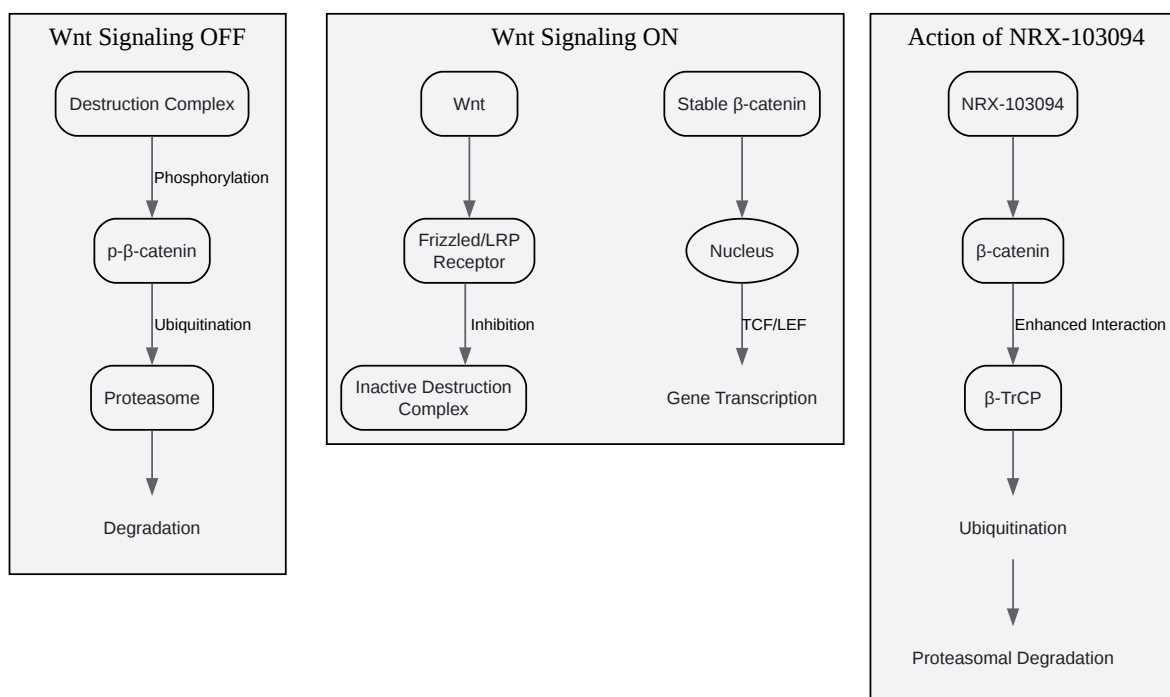 Wnt Signaling OFF
Destruction Complex
Phosphorylation
p-β-catenin
Ubiquitination
Proteasome
Degradation
Wnt Signaling ON
Wnt
Frizzled/LRP
Receptor
Inhibition
Inactive Destruction
Complex
Stable β-catenin
Nucleus
TCF/LEF
Gene Transcription
Action of NRX-103094
NRX-103094
β-catenin
Enhanced Interaction
β-TrCP
Ubiquitination
Proteasomal Degradation